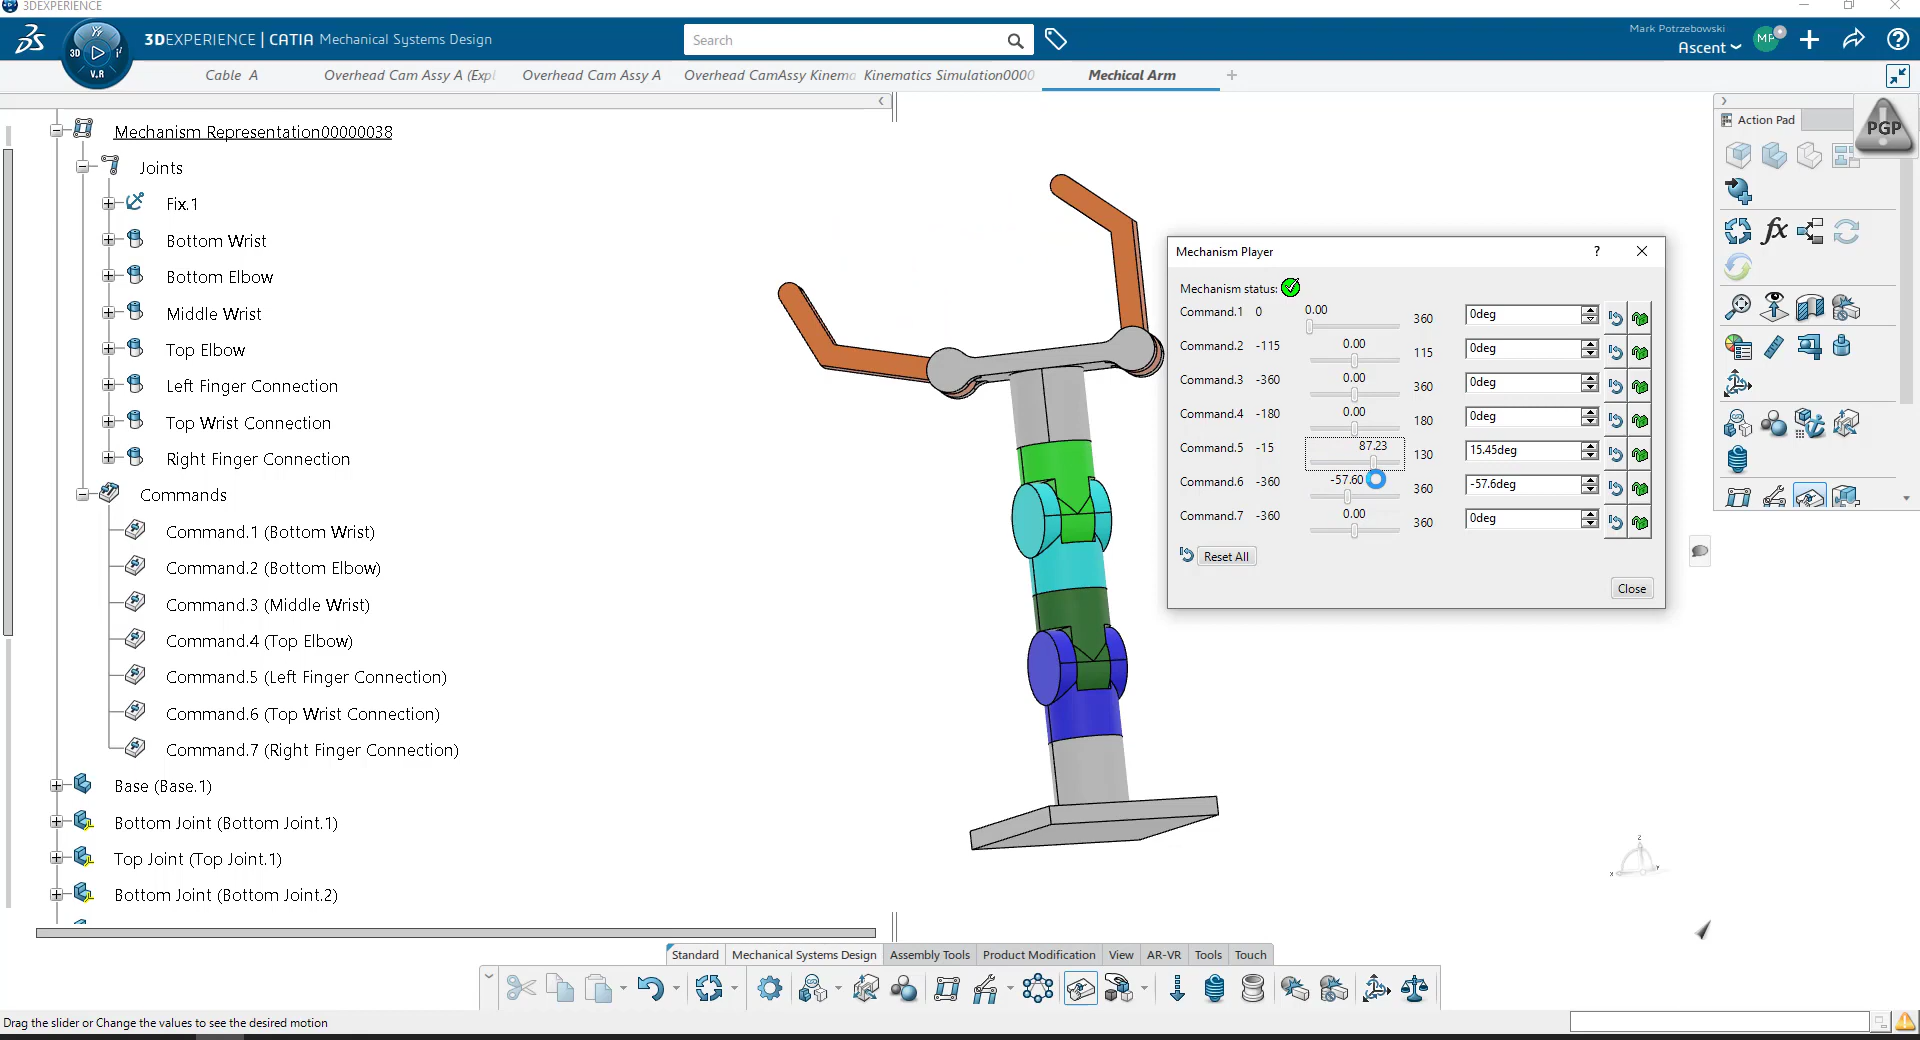 3DEXPERIENCE
3DEXPERIENCE | CATIA Mechanical Systems Design
3D
V.R
Search
Mark Potrzebowski
Ascent
MP
Cable A
Overhead Cam Assy A (Expl
Overhead Cam Assy A
Overhead CamAssy Kinema
Kinematics Simulation0000
Mechical Arm
Action Pad
PGP
Mechanism Representation00000038
Joints
Fix.1
Bottom Wrist
Bottom Elbow
Middle Wrist
Top Elbow
Left Finger Connection
Top Wrist Connection
Right Finger Connection
Commands
Command.1 (Bottom Wrist)
Command.2 (Bottom Elbow)
Command.3 (Middle Wrist)
Command.4 (Top Elbow)
Command.5 (Left Finger Connection)
Command.6 (Top Wrist Connection)
Command.7 (Right Finger Connection)
Base (Base.1)
Bottom Joint (Bottom Joint.1)
Top Joint (Top Joint.1)
Bottom Joint (Bottom Joint.2)
Mechanism Player
?
Mechanism status:
Command.1 0 0.00 360 0deg
Command.2 -115 0.00 115 0deg
Command.3 -360 0.00 360 0deg
Command.4 -180 0.00 180 0deg
Command.5 -15 87.23 130 15.45deg
Command.6 -360 -57.60 360 -57.6deg
Command.7 -360 0.00 360 0deg
Reset All
Close
fx
Standard Mechanical Systems Design Assembly Tools Product Modification View AR-VR Tools Touch
Drag the slider or Change the values to see the desired motion